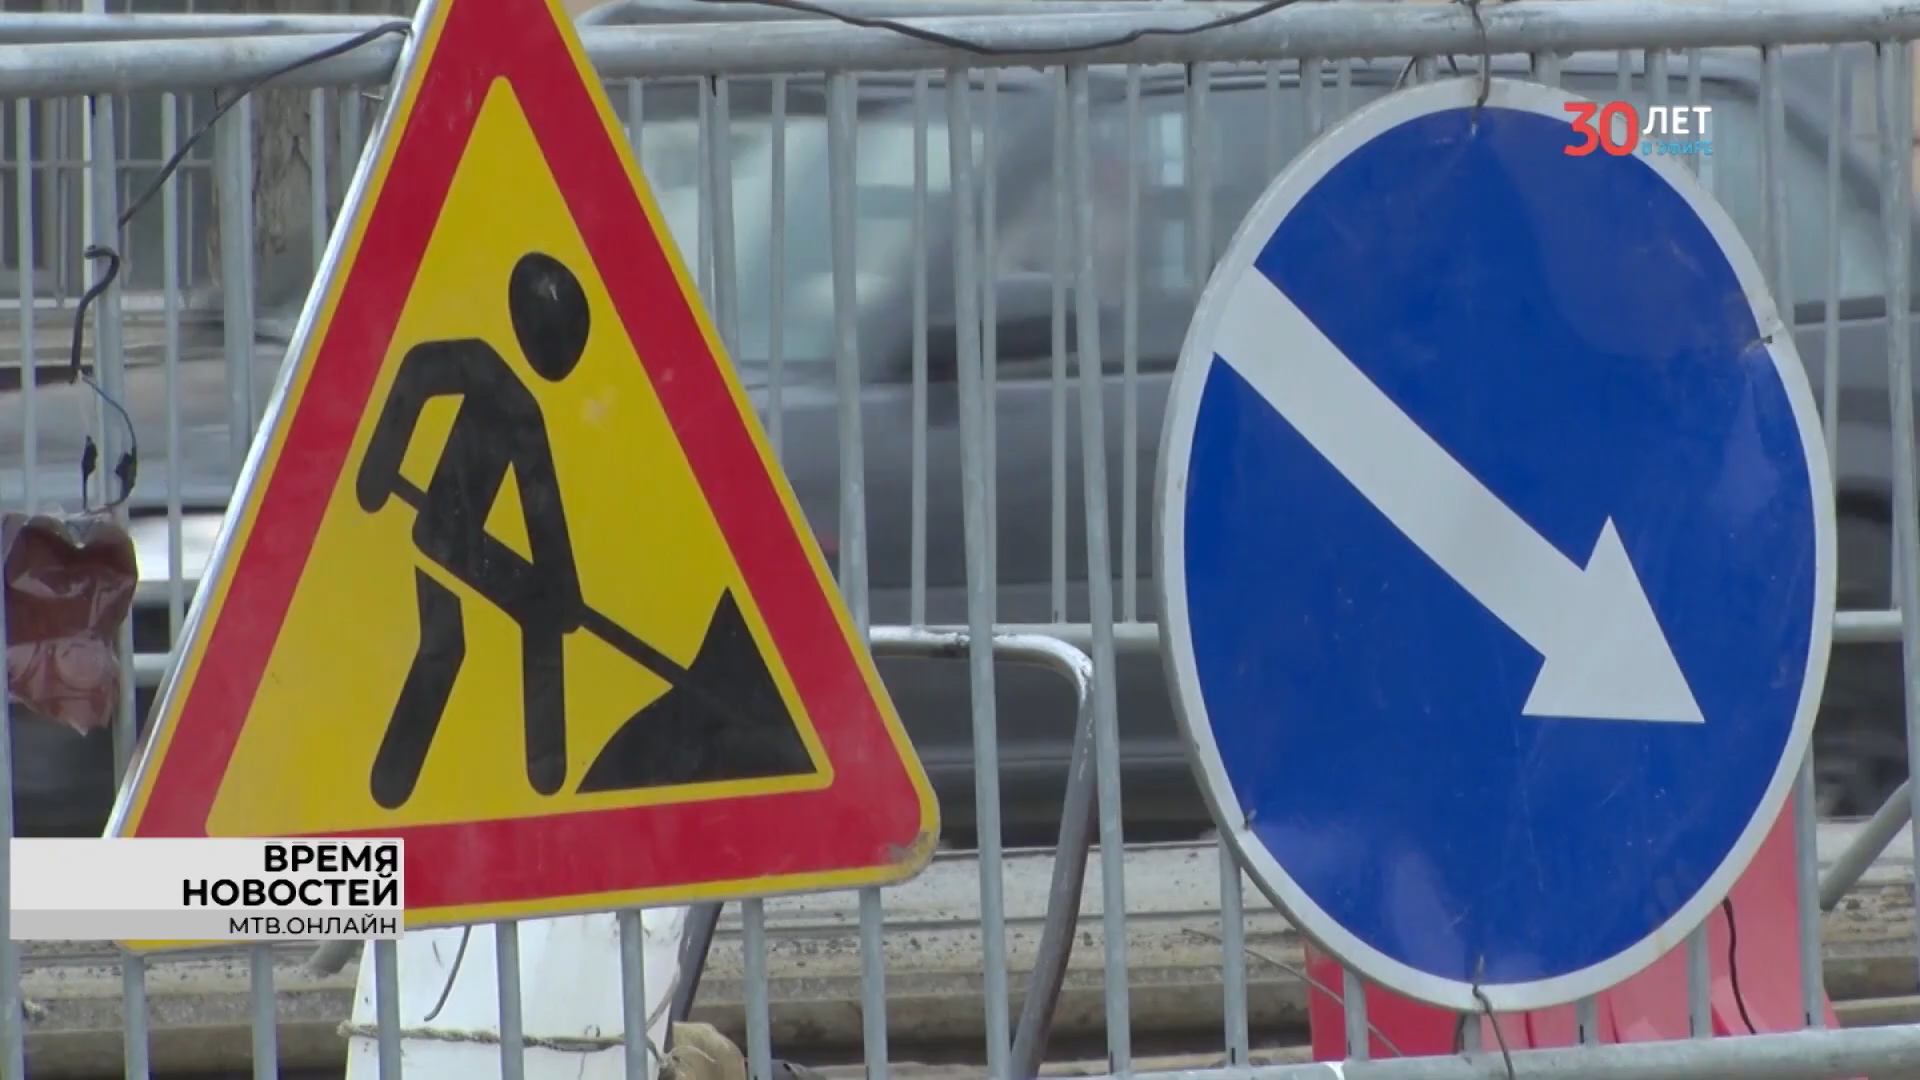 30 ЛЕТ
В ЭФИРЕ
ВРЕМЯ
НОВОСТЕЙ
МТВ.ОНЛАЙН